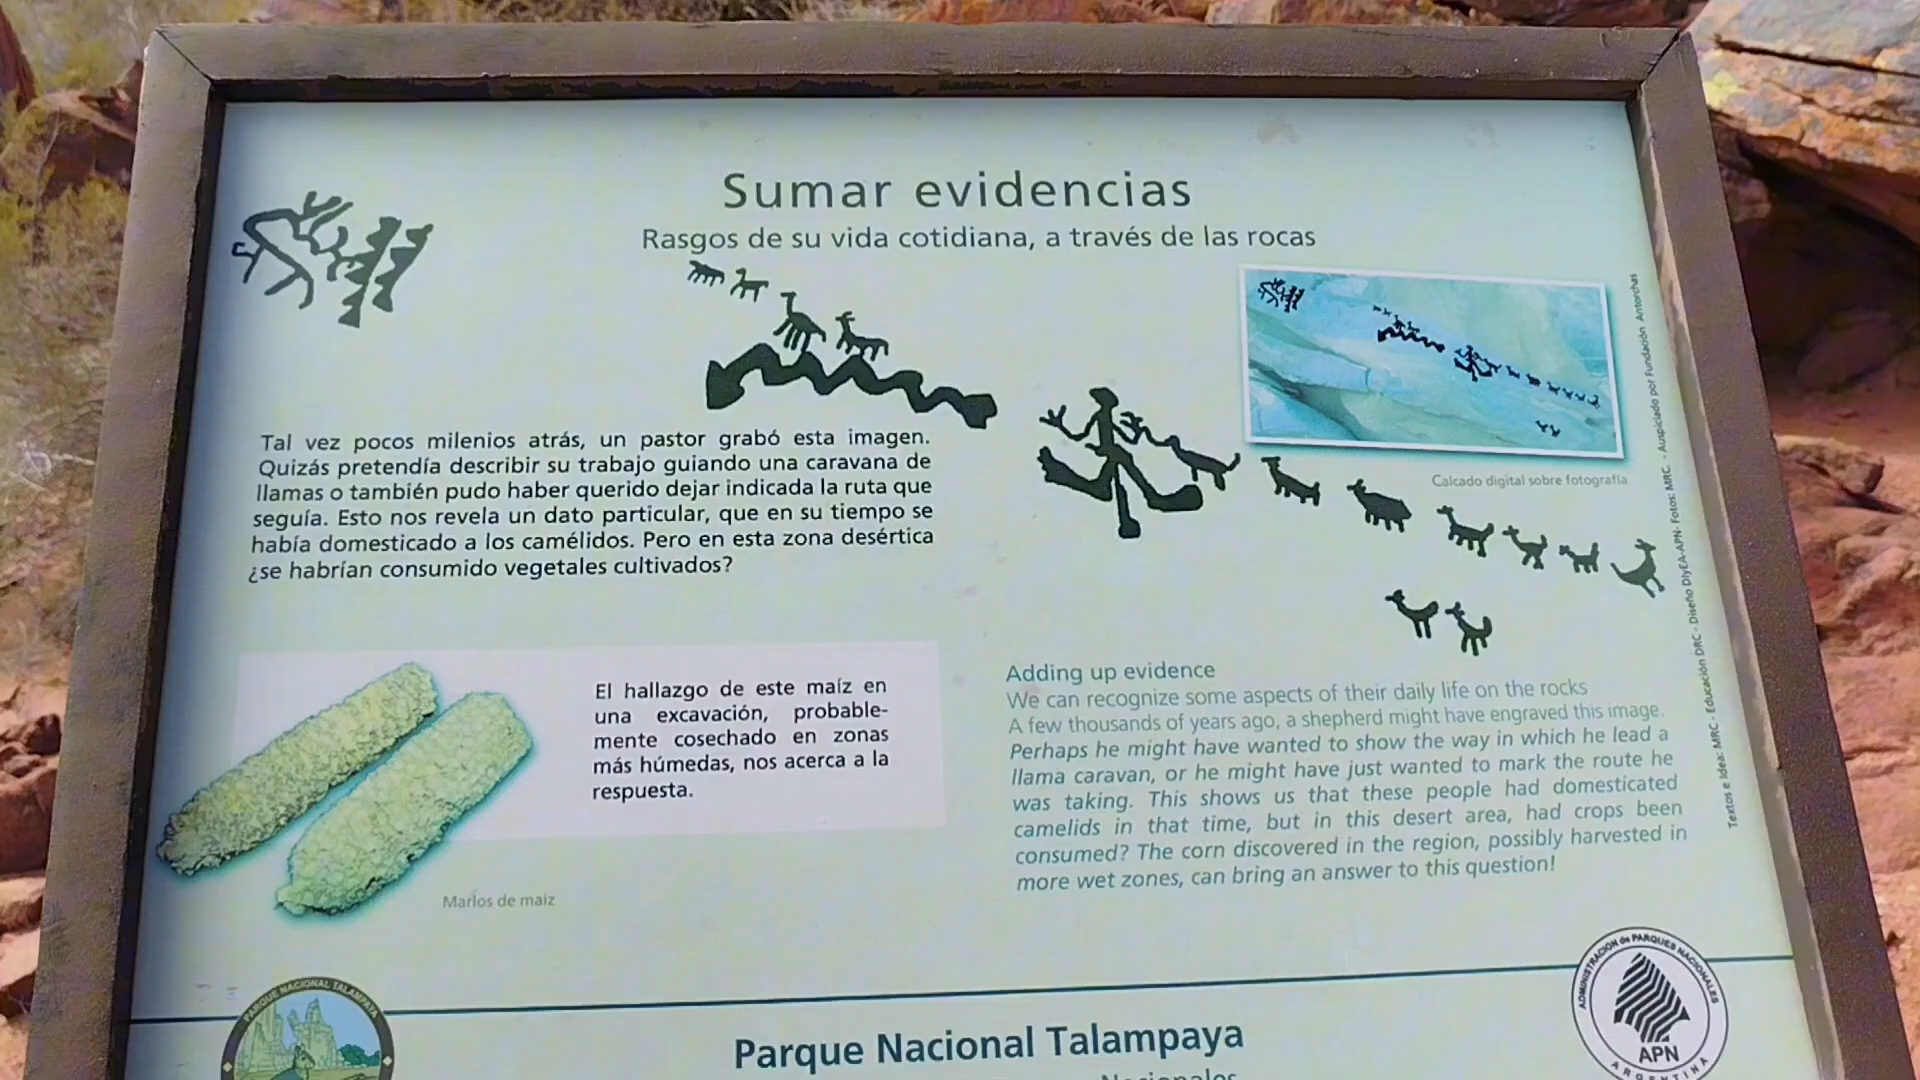 Sumar evidencias
Rasgos de su vida cotidiana, a través de las rocas
Calcado digital sobre fotografía
Tal vez pocos milenios atrás, un pastor grabó esta imagen.
Quizás pretendía describir su trabajo guiando una caravana de
llamas o también pudo haber querido dejar indicada la ruta que
seguía. Esto nos revela un dato particular, que en su tiempo se
había domesticado a los camélidos. Pero en esta zona desértica
¿se habrían consumido vegetales cultivados?
El hallazgo de este maíz en
una excavación, probable-
mente cosechado en zonas
más húmedas, nos acerca a la
respuesta.
Marlos de maíz
Adding up evidence
We can recognize some aspects of their daily life on the rocks
A few thousands of years ago, a shepherd might have engraved this image.
Perhaps he might have wanted to show the way in which he lead a
llama caravan, or he might have just wanted to mark the route he
was taking. This shows us that these people had domesticated
camelids in that time, but in this desert area, had crops been
consumed? The corn discovered in the region, possibly harvested in
more wet zones, can bring an answer to this question!
Textos e Idea: MRC - Educación DRC - Diseño DIyEA-APN- Fotos: MRC. - Auspiciado por Fundación Antorchas
PARQUE NACIONAL TALAMPAYA
Parque Nacional Talampaya
ADMINISTRACIÓN de PARQUES NACIONALES
APN
ARGENTINA